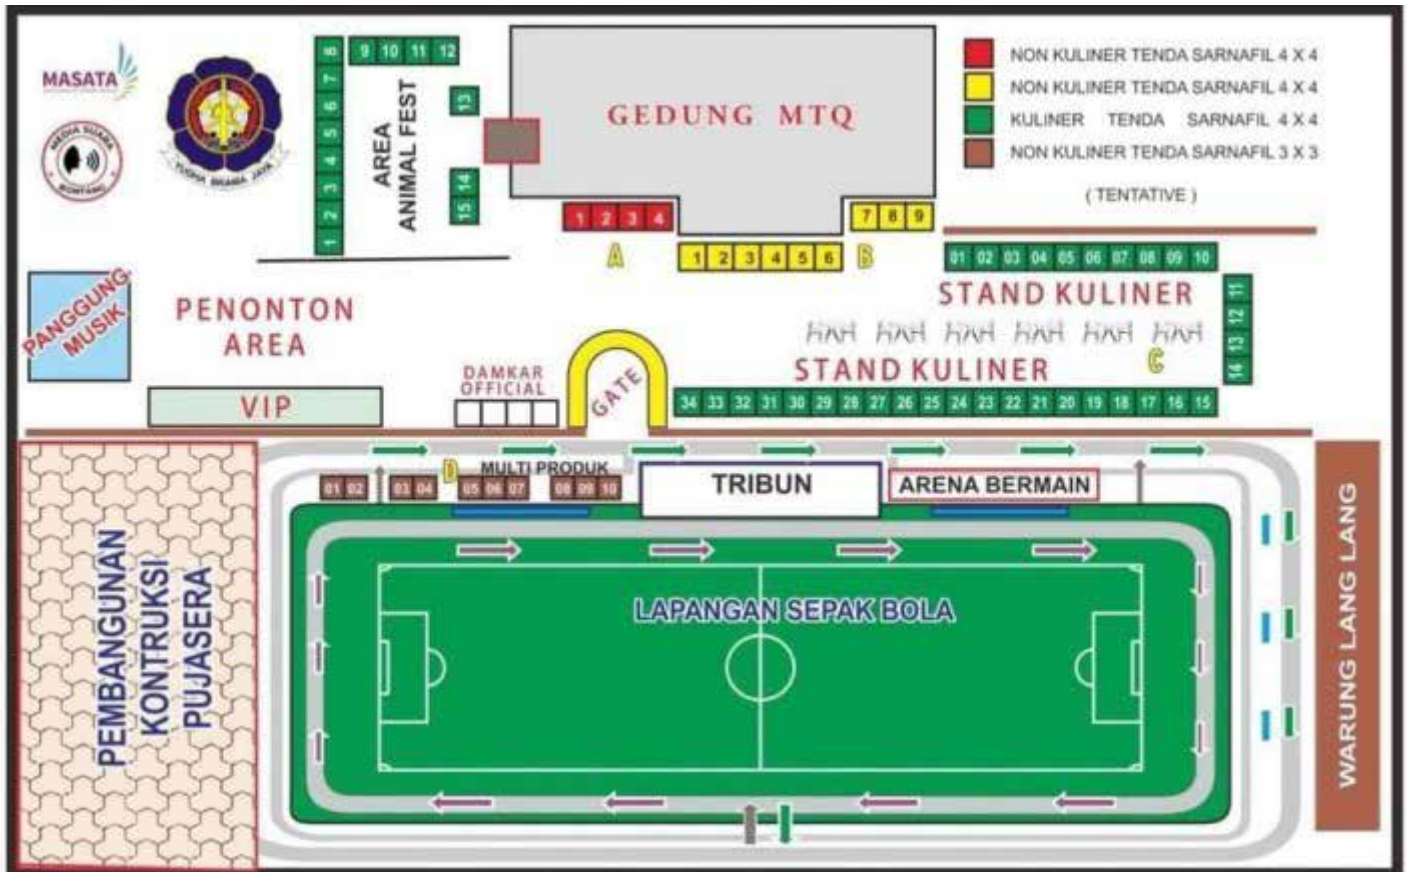 MASATA
MEDIA SUARA
BONTANG
YUDHA BRAMA JAYA
8
7
6
5
4
3
2
1
9 10 11 12
13
14
15
AREA
ANIMAL FEST
GEDUNG MTQ
NON KULINER TENDA SARNAFIL 4 X 4
NON KULINER TENDA SARNAFIL 4 X 4
KULINER TENDA SARNAFIL 4 X 4
NON KULINER TENDA SARNAFIL 3 X 3
( TENTATIVE )
1 2 3 4
A
1 2 3 4 5 6
B
7 8 9
01 02 03 04 05 06 07 08 09 10
11
12
13
14
STAND KULINER
C
STAND KULINER
34 33 32 31 30 29 28 27 26 25 24 23 22 21 20 19 18 17 16 15
PANGGUNG
MUSIK
PENONTON
AREA
VIP
DAMKAR
OFFICIAL
GATE
D
MULTI PRODUK
01 02 03 04 05 06 07 08 09 10
TRIBUN
ARENA BERMAIN
PEMBANGUNAN
KONTRUKSI
PUJASERA
LAPANGAN SEPAK BOLA
WARUNG LANG LANG